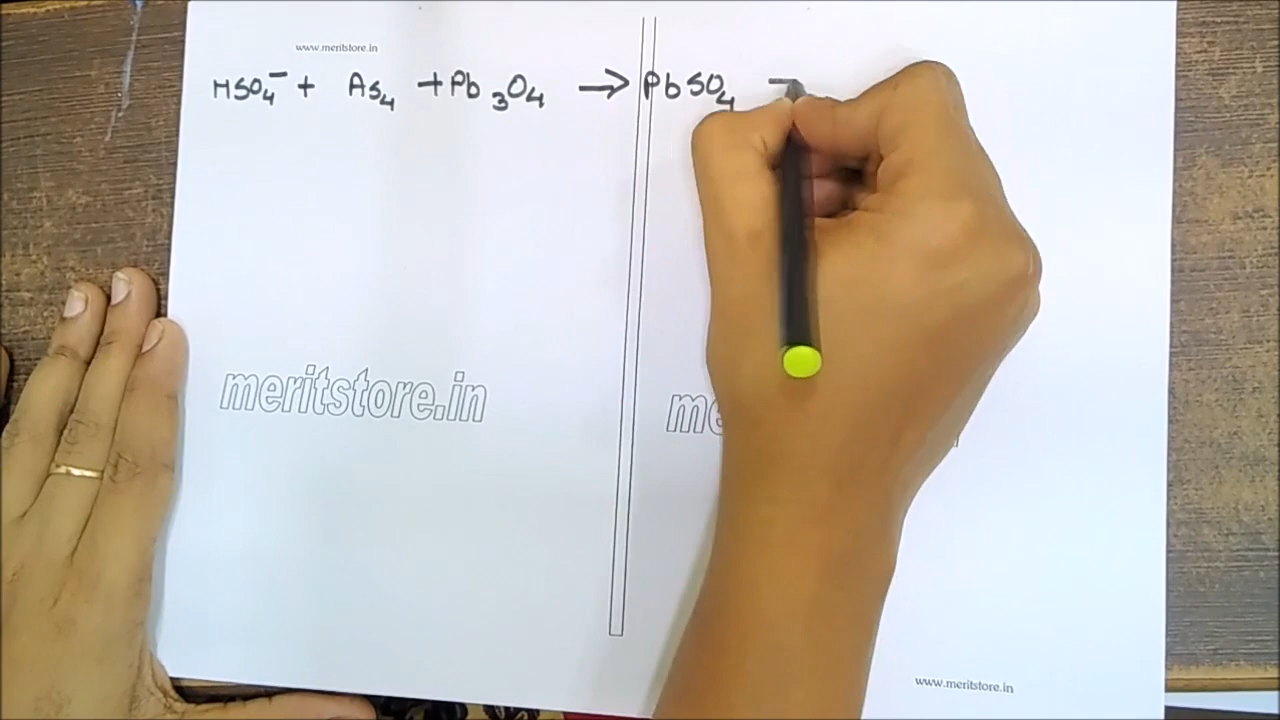 www.meritstore.in
HSO₄⁻ + As₄ + Pb₃O₄ → PbSO₄
meritstore.in
www.meritstore.in